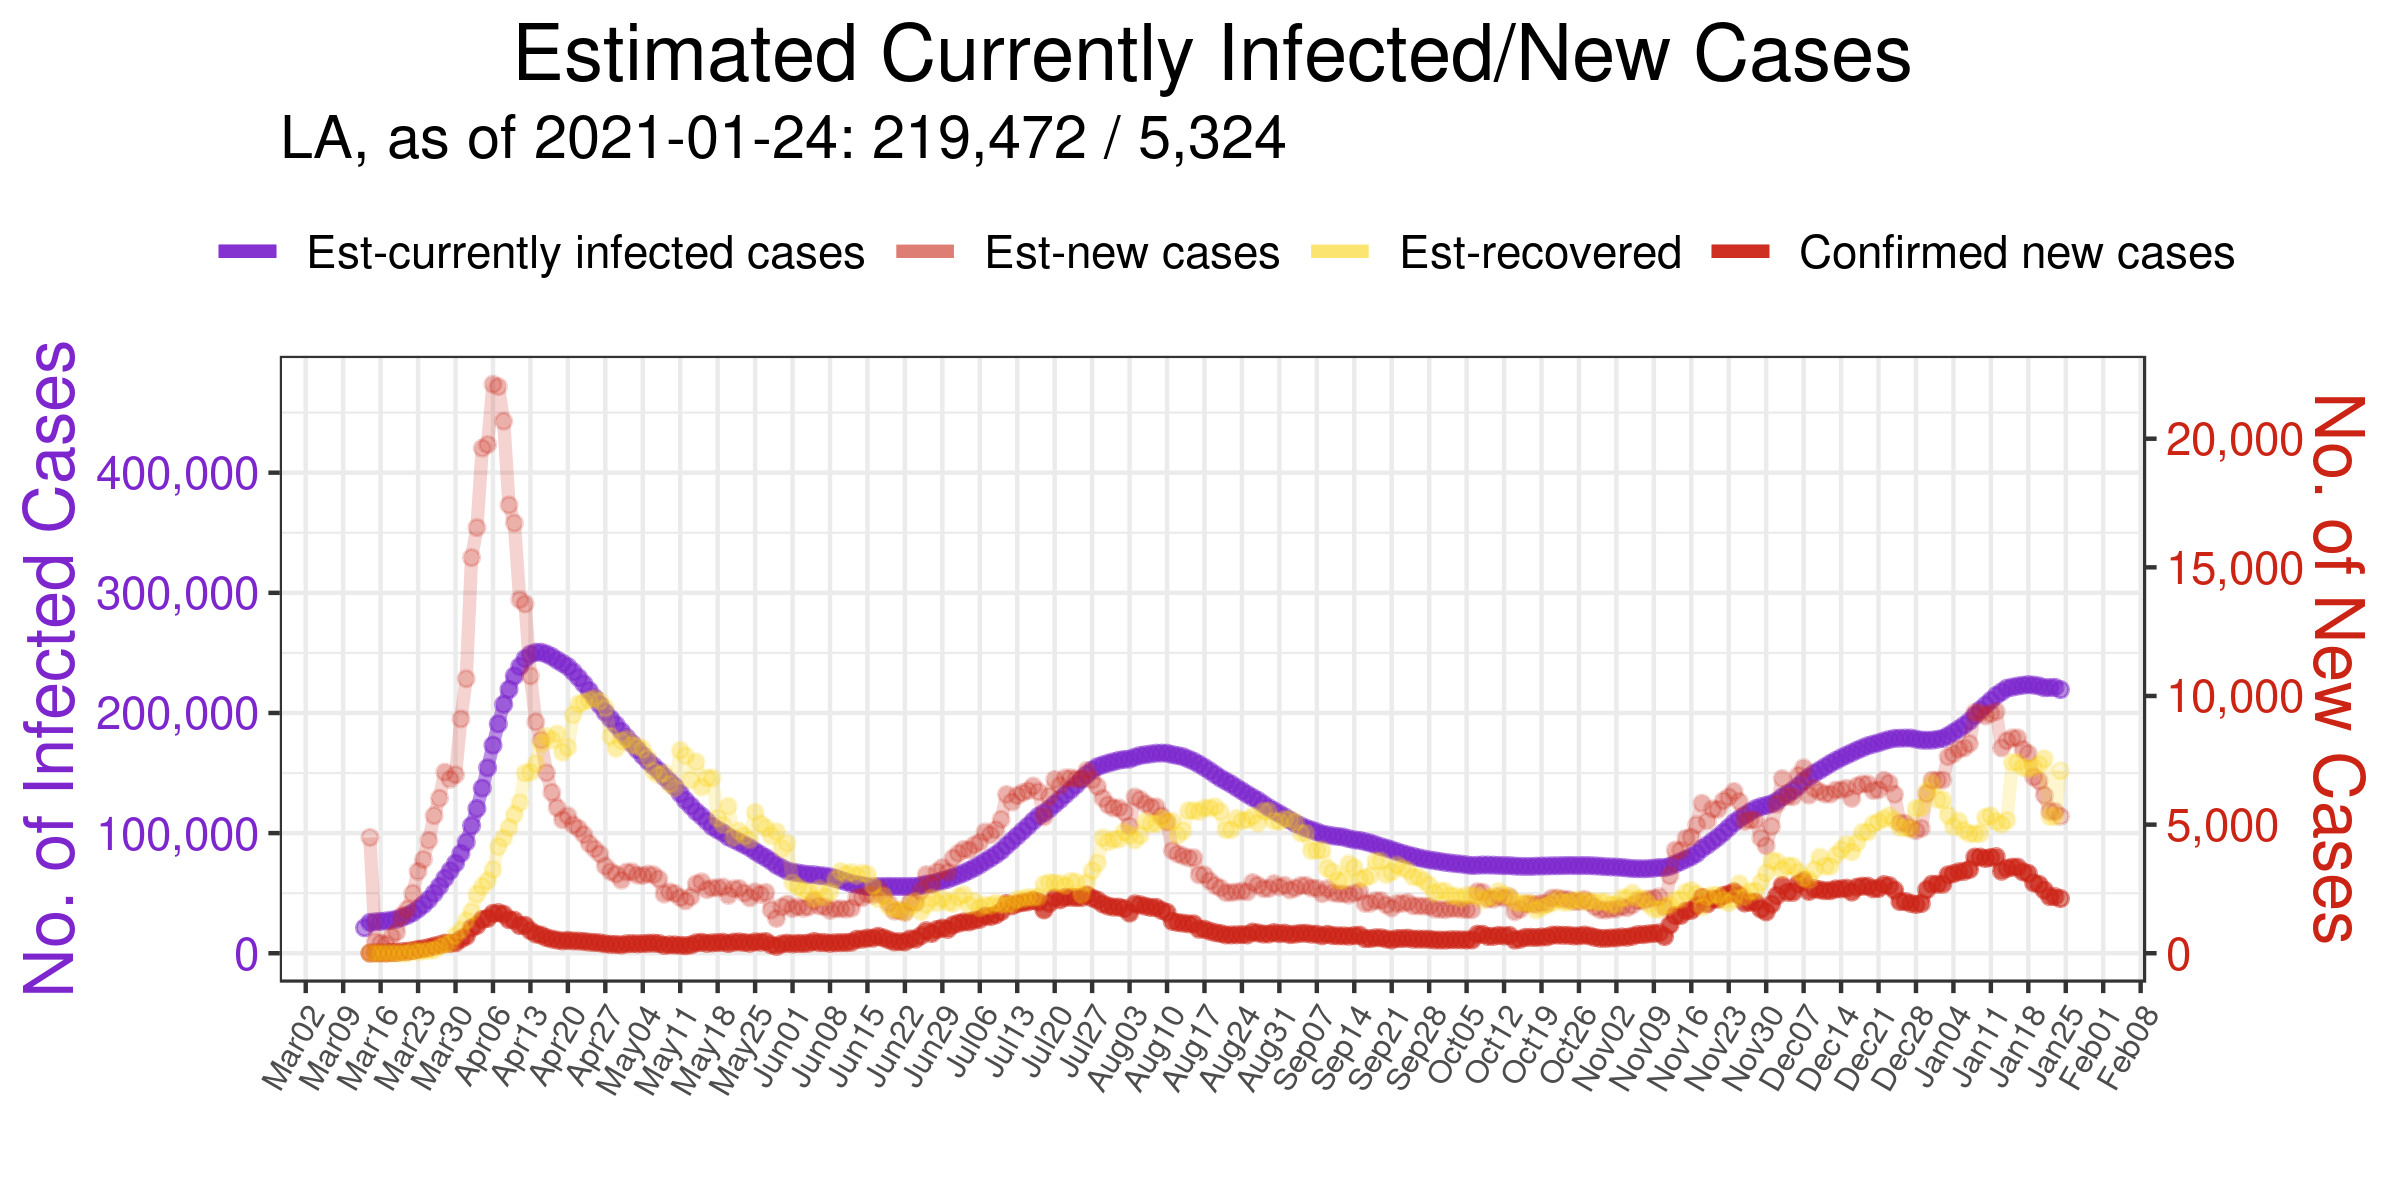 Estimated Currently Infected/New Cases
LA, as of 2021-01-24: 219,472 / 5,324
Est-currently infected cases
Est-new cases
Est-recovered
Confirmed new cases
No. of Infected Cases
400,000
300,000
200,000
100,000
0
20,000
15,000
10,000
5,000
0
No. of New Cases
Mar02
Mar09
Mar16
Mar23
Mar30
Apr06
Apr13
Apr20
Apr27
May04
May11
May18
May25
Jun01
Jun08
Jun15
Jun22
Jun29
Jul06
Jul13
Jul20
Jul27
Aug03
Aug10
Aug17
Aug24
Aug31
Sep07
Sep14
Sep21
Sep28
Oct05
Oct12
Oct19
Oct26
Nov02
Nov09
Nov16
Nov23
Nov30
Dec07
Dec14
Dec21
Dec28
Jan04
Jan11
Jan18
Jan25
Feb01
Feb08